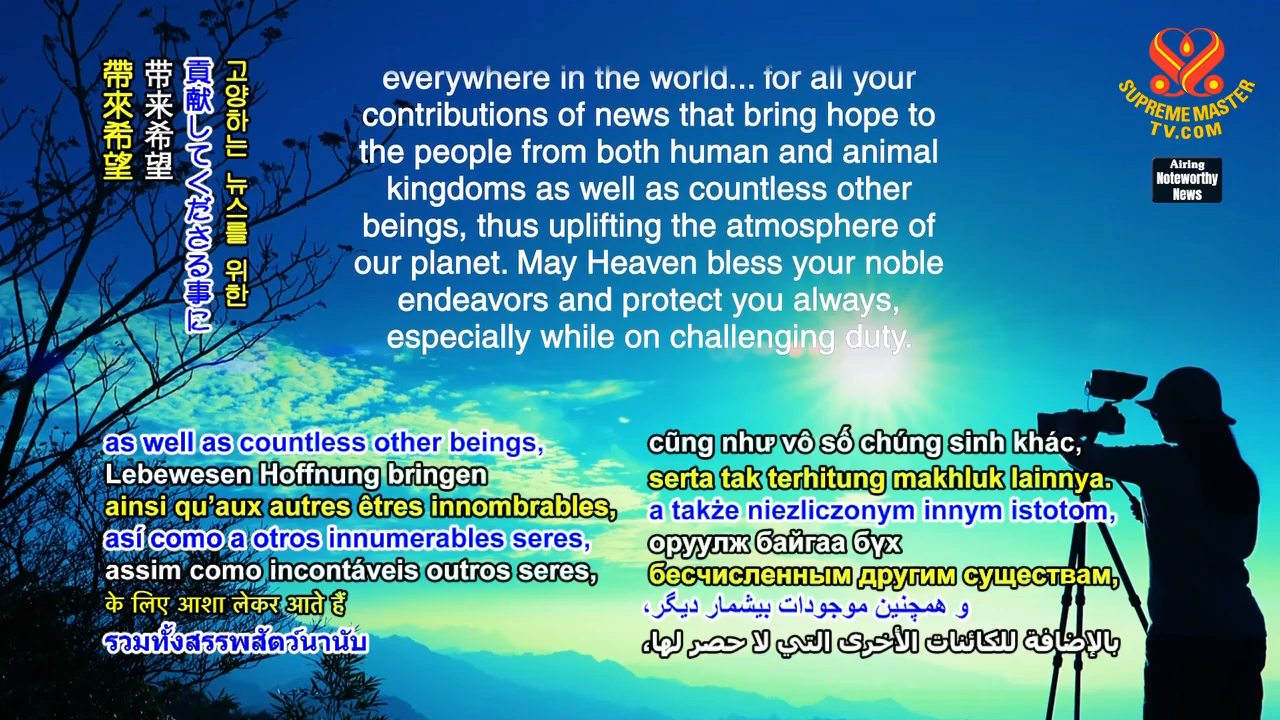 everywhere in the world... for all your
contributions of news that bring hope to
the people from both human and animal
kingdoms as well as countless other
beings, thus uplifting the atmosphere of
our planet. May Heaven bless your noble
endeavors and protect you always,
especially while on challenging duty.
SUPREME MASTER
TV.COM
Airing
Noteworthy
News
고양하는 뉴스를 위한
貢献してくださる事に
带来希望
帶來希望
as well as countless other beings,
Lebewesen Hoffnung bringen
ainsi qu’aux autres êtres innombrables,
así como a otros innumerables seres,
assim como incontáveis outros seres,
के लिए आशा लेकर आते हैं
รวมทั้งสรรพสัตว์นานับ
cũng như vô số chúng sinh khác,
serta tak terhitung makhluk lainnya.
a także niezliczonym innym istotom,
оруулж байгаа бүх
бесчисленным другим существам,
و همچنین موجودات بیشمار دیگر،
بالإضافة للكائنات الأخرى التي لا حصر لها،